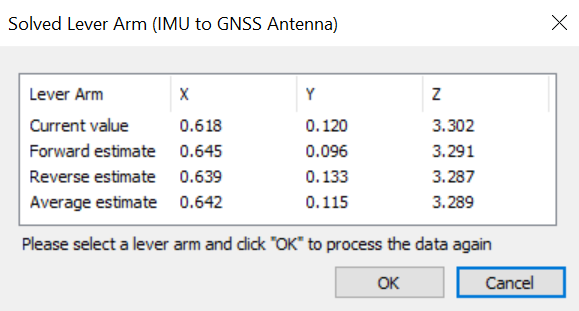 Solved Lever Arm (IMU to GNSS Antenna)
Lever Arm X Y Z
Current value 0.618 0.120 3.302
Forward estimate 0.645 0.096 3.291
Reverse estimate 0.639 0.133 3.287
Average estimate 0.642 0.115 3.289
Please select a lever arm and click "OK" to process the data again
OK Cancel